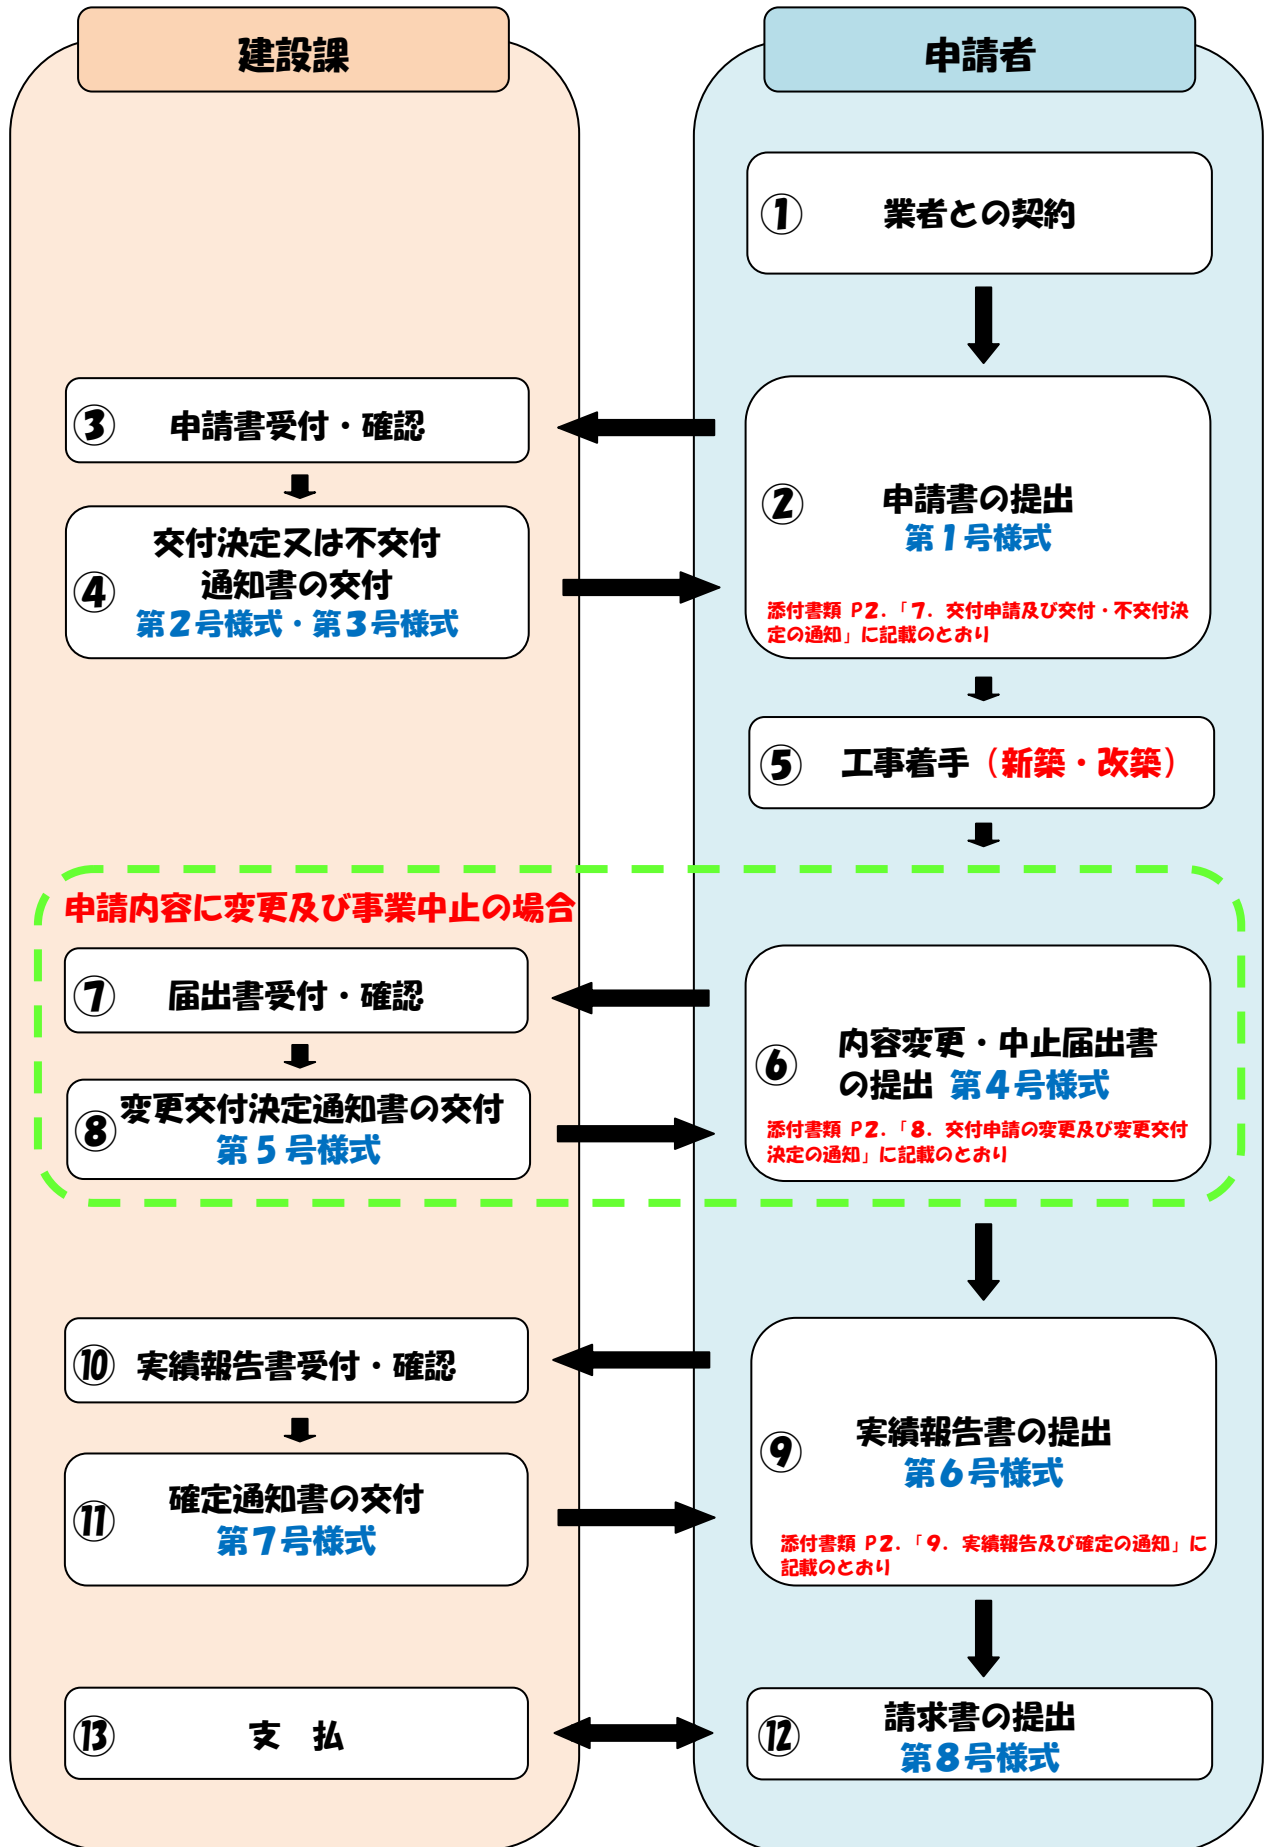 建設課
申請者
① 業者との契約
② 申請書の提出
第1号様式
添付書類 P2.「7. 交付申請及び交付・不交付決
定の通知」に記載のとおり
③ 申請書受付・確認
④ 交付決定又は不交付
通知書の交付
第2号様式・第3号様式
⑤ 工事着手（新築・改築）
申請内容に変更及び事業中止の場合
⑥ 内容変更・中止届出書
の提出 第4号様式
添付書類 P2.「8. 交付申請の変更及び変更交付
決定の通知」に記載のとおり
⑦ 届出書受付・確認
⑧ 変更交付決定通知書の交付
第5号様式
⑨ 実績報告書の提出
第6号様式
添付書類 P2.「9. 実績報告及び確定の通知」に
記載のとおり
⑩ 実績報告書受付・確認
⑪ 確定通知書の交付
第7号様式
⑫ 請求書の提出
第8号様式
⑬ 支 払